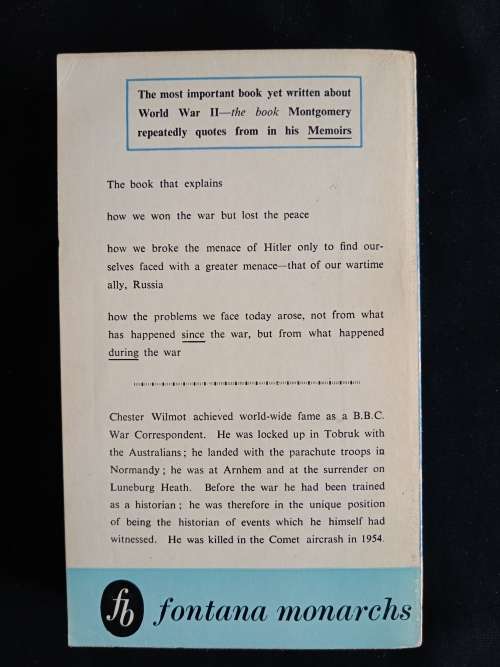 The most important book yet written about
World War II—the book Montgomery
repeatedly quotes from in his Memoirs
The book that explains
how we won the war but lost the peace
how we broke the menace of Hitler only to find our-
selves faced with a greater menace—that of our wartime
ally, Russia
how the problems we face today arose, not from what
has happened since the war, but from what happened
during the war
Chester Wilmot achieved world-wide fame as a B.B.C.
War Correspondent. He was locked up in Tobruk with
the Australians; he landed with the parachute troops in
Normandy; he was at Arnhem and at the surrender on
Luneburg Heath. Before the war he had been trained
as a historian; he was therefore in the unique position
of being the historian of events which he himself had
witnessed. He was killed in the Comet aircrash in 1954.
fb fontana monarchs